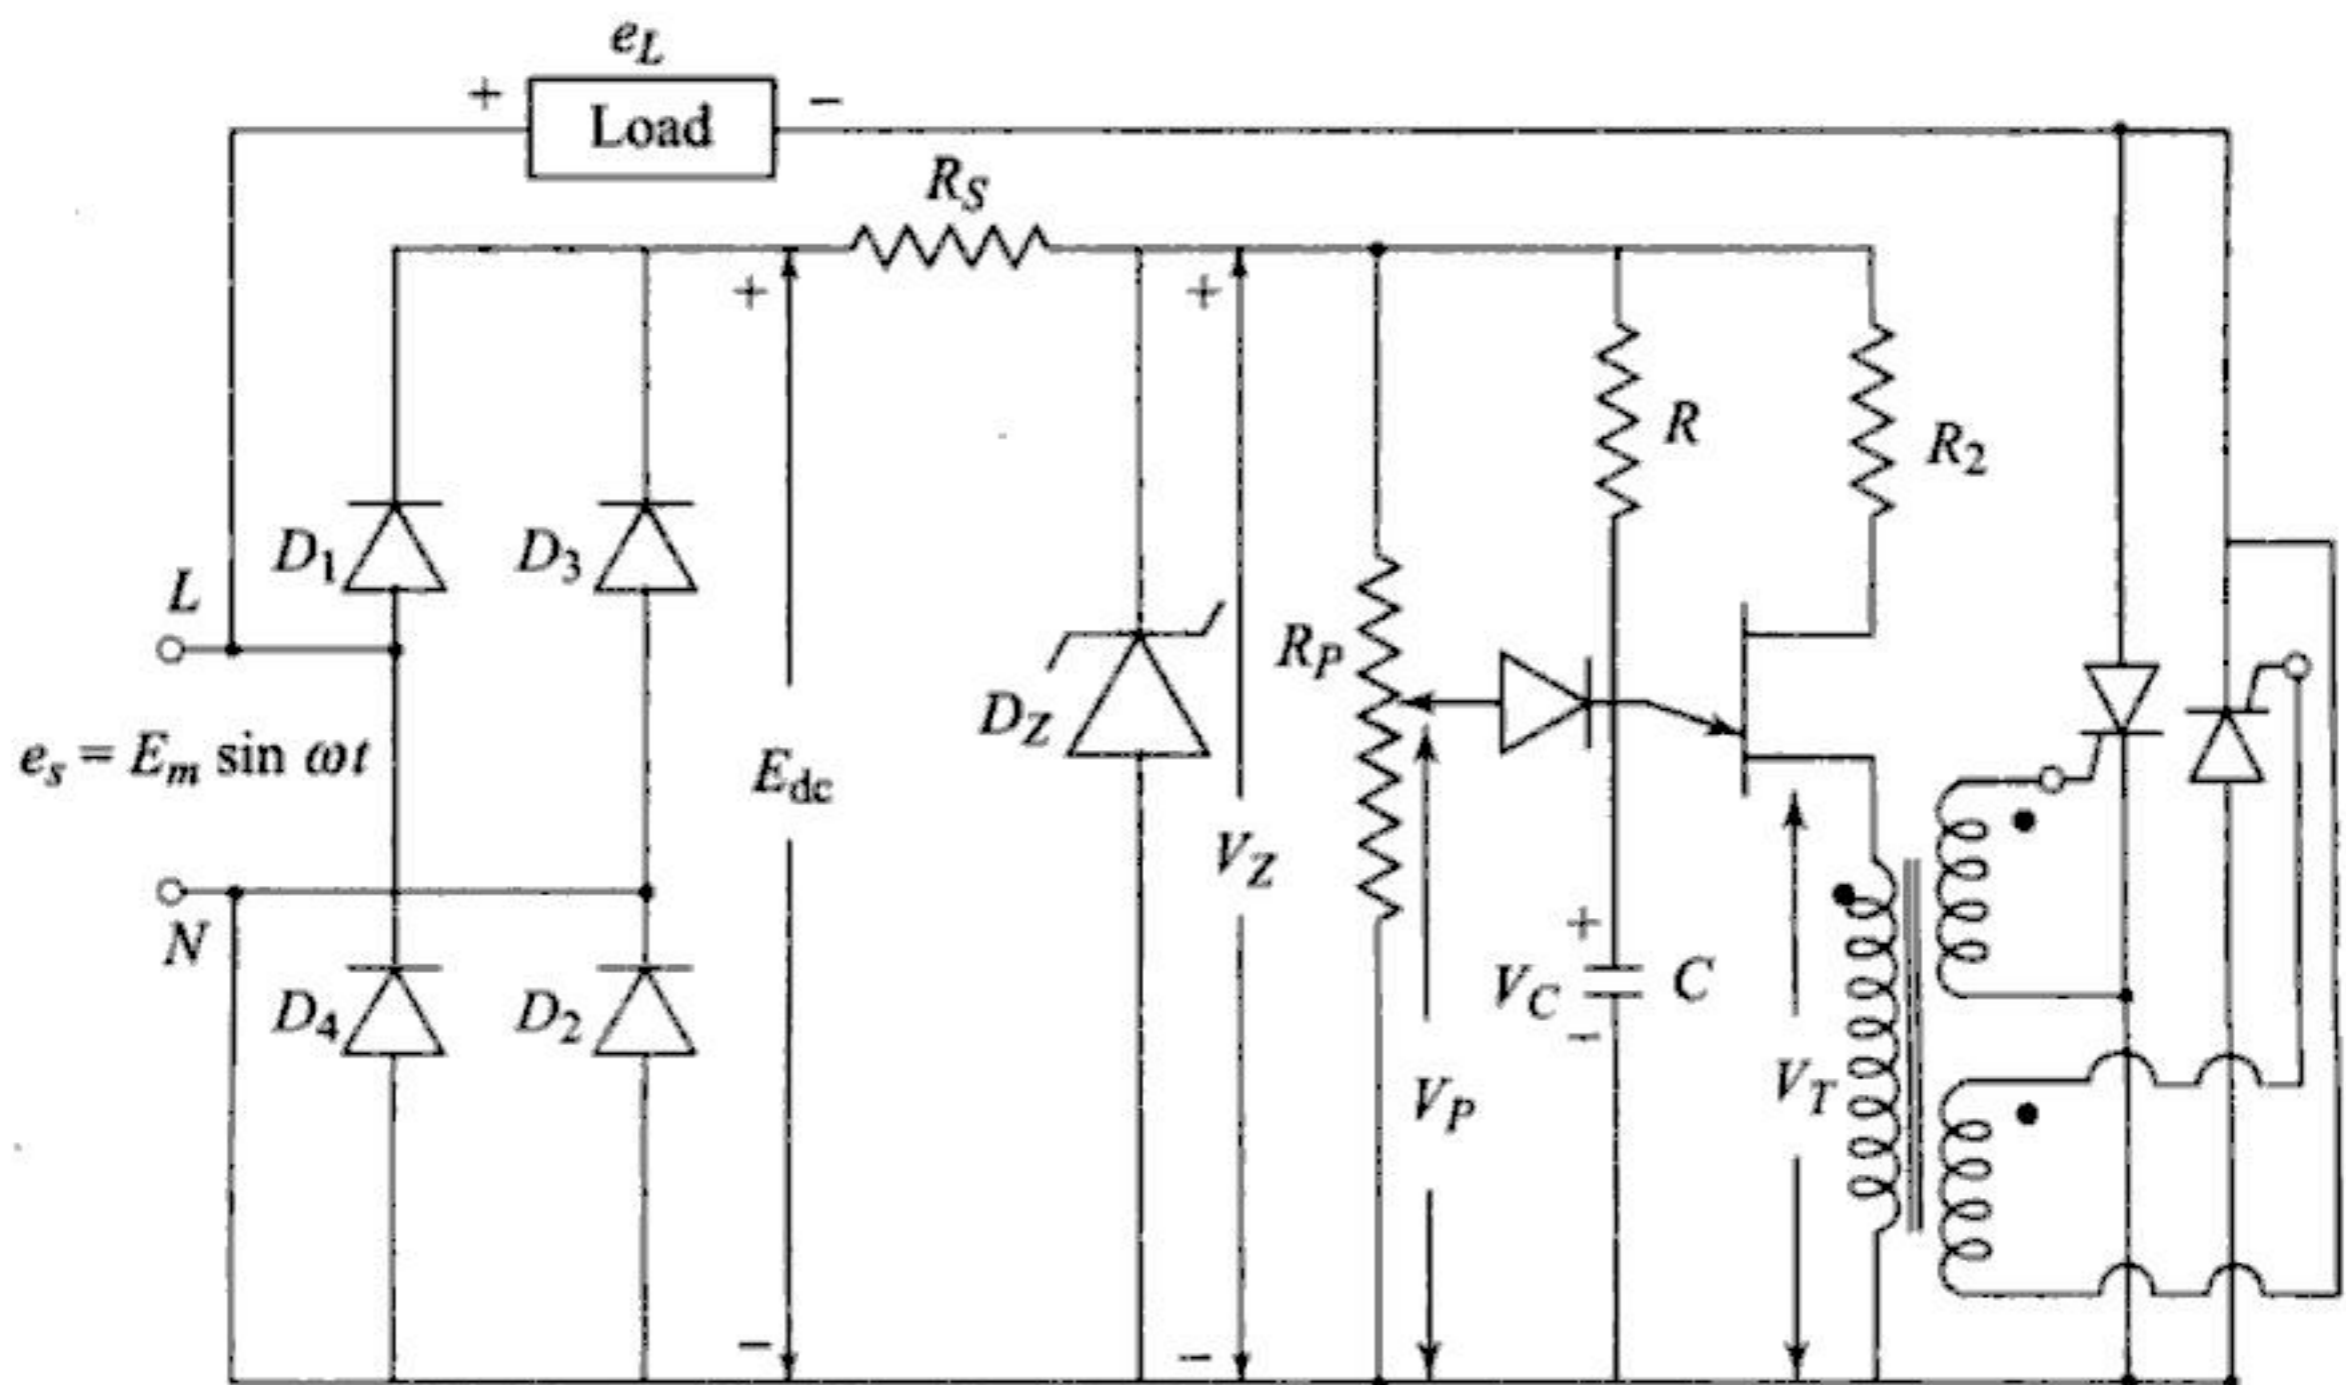 e_L
+ Load −
R_S
+ +
R R_2
D_1 D_3
L R_P
D_Z
e_s = E_m sin ωt E_dc
V_Z
N +
D_4 D_2 V_C C
−
V_P V_T
− −